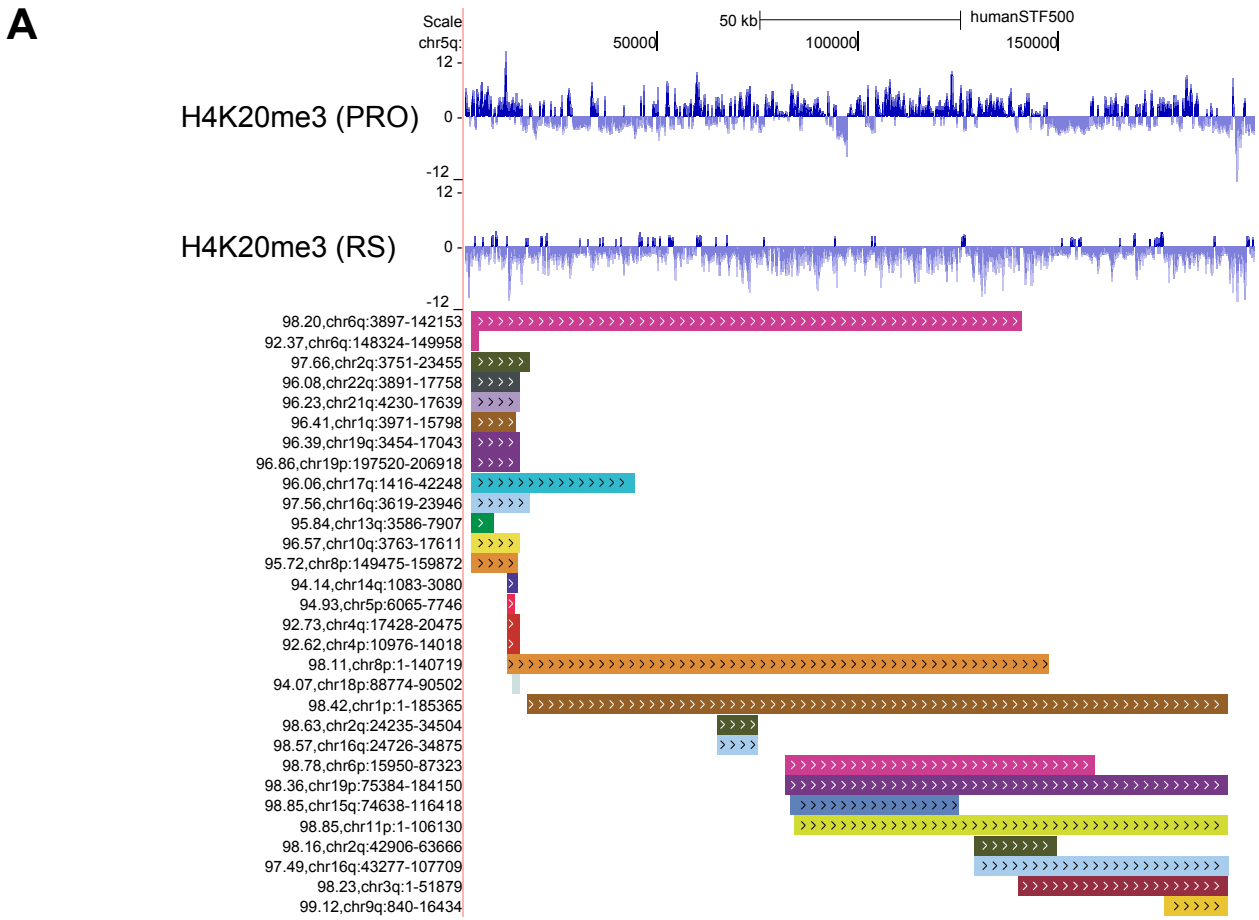 A
Scale 50 kb humanSTF500
chr5q: 50000 100000 150000
12
H4K20me3 (PRO)
0
-12
12
H4K20me3 (RS)
0
-12
98.20,chr6q:3897-142153
92.37,chr6q:148324-149958
97.66,chr2q:3751-23455
96.08,chr22q:3891-17758
96.23,chr21q:4230-17639
96.41,chr1q:3971-15798
96.39,chr19q:3454-17043
96.86,chr19p:197520-206918
96.06,chr17q:1416-42248
97.56,chr16q:3619-23946
95.84,chr13q:3586-7907
96.57,chr10q:3763-17611
95.72,chr8p:149475-159872
94.14,chr14q:1083-3080
94.93,chr5p:6065-7746
92.73,chr4q:17428-20475
92.62,chr4p:10976-14018
98.11,chr8p:1-140719
94.07,chr18p:88774-90502
98.42,chr1p:1-185365
98.63,chr2q:24235-34504
98.57,chr16q:24726-34875
98.78,chr6p:15950-87323
98.36,chr19p:75384-184150
98.85,chr15q:74638-116418
98.85,chr11p:1-106130
98.16,chr2q:42906-63666
97.49,chr16q:43277-107709
98.23,chr3q:1-51879
99.12,chr9q:840-16434